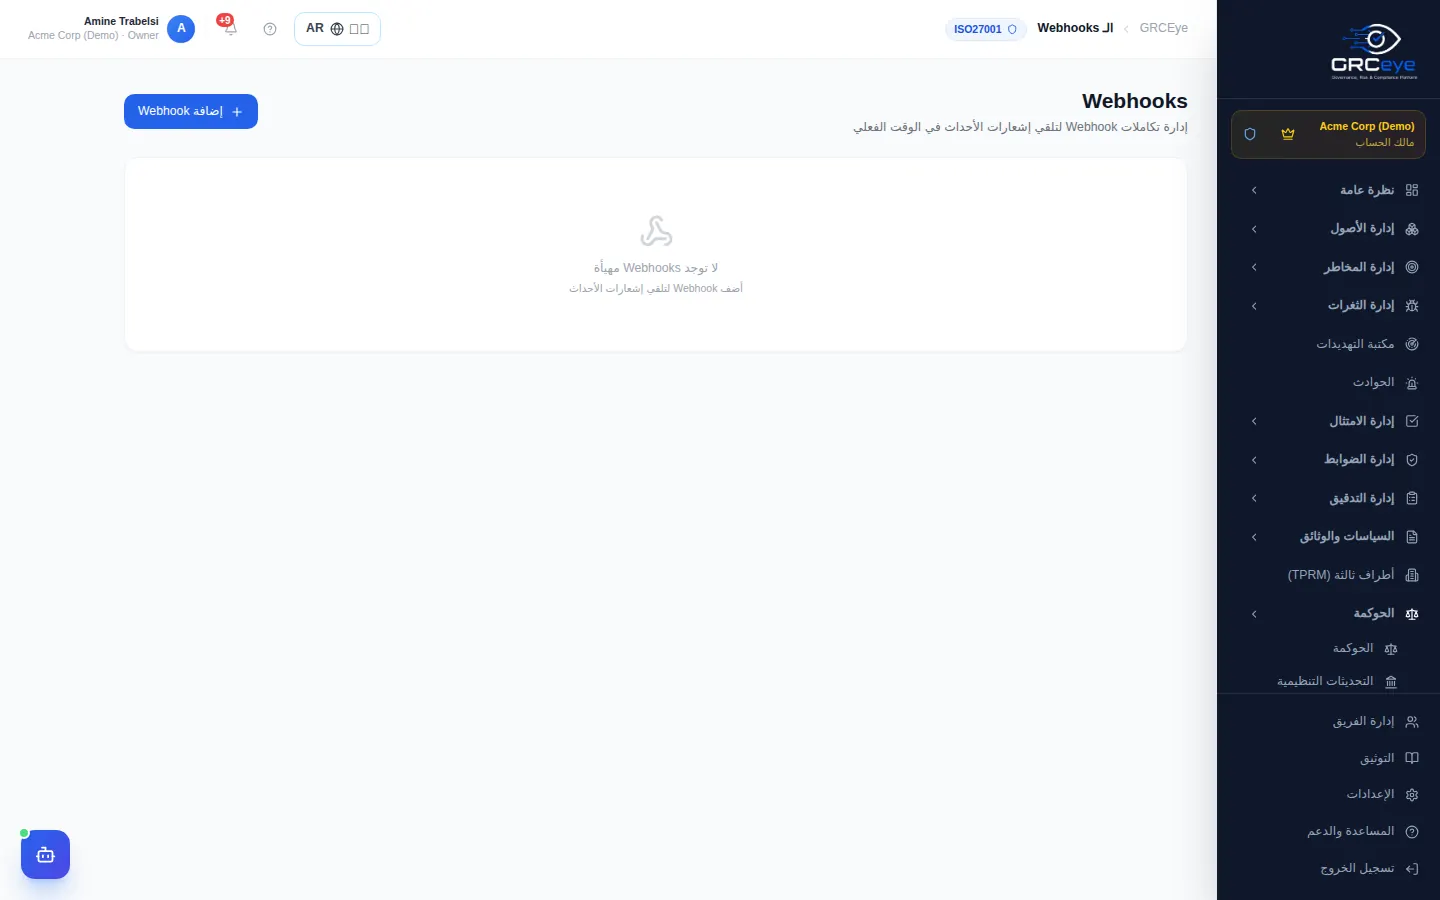 GRCeye
Governance, Risk & Compliance Platform
Acme Corp (Demo)
مالك الحساب
نظرة عامة
إدارة الأصول
إدارة المخاطر
إدارة الثغرات
مكتبة التهديدات
الحوادث
إدارة الامتثال
إدارة الضوابط
إدارة التدقيق
السياسات والوثائق
أطراف ثالثة (TPRM)
الحوكمة
الحوكمة
التحديثات التنظيمية
إدارة الفريق
التوثيق
الإعدادات
المساعدة والدعم
تسجيل الخروج
GRCEye
الـ Webhooks
ISO27001
AR
9+
A
Amine Trabelsi
Acme Corp (Demo) · Owner
Webhooks
إدارة تكاملات Webhook لتلقي إشعارات الأحداث في الوقت الفعلي
إضافة Webhook
لا توجد Webhooks مهيأة
أضف Webhook لتلقي إشعارات الأحداث